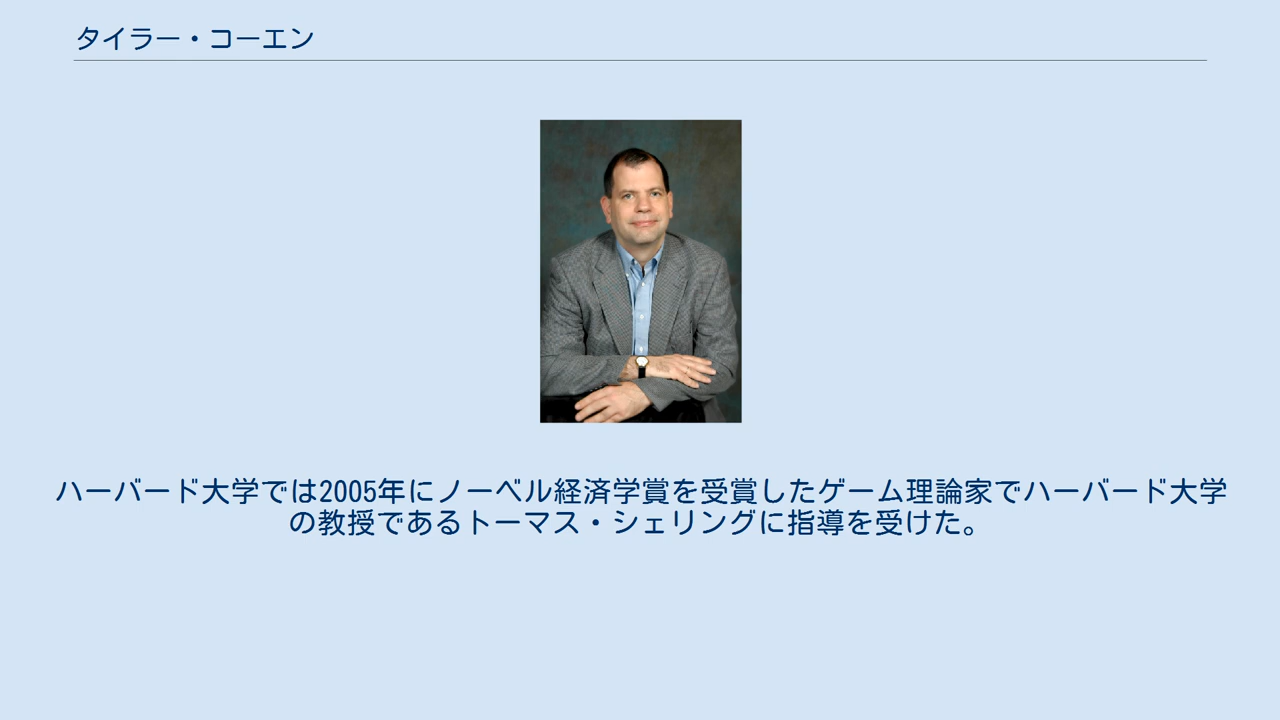 タイラー・コーエン
ハーバード大学では2005年にノーベル経済学賞を受賞したゲーム理論家でハーバード大学
の教授であるトーマス・シェリングに指導を受けた。